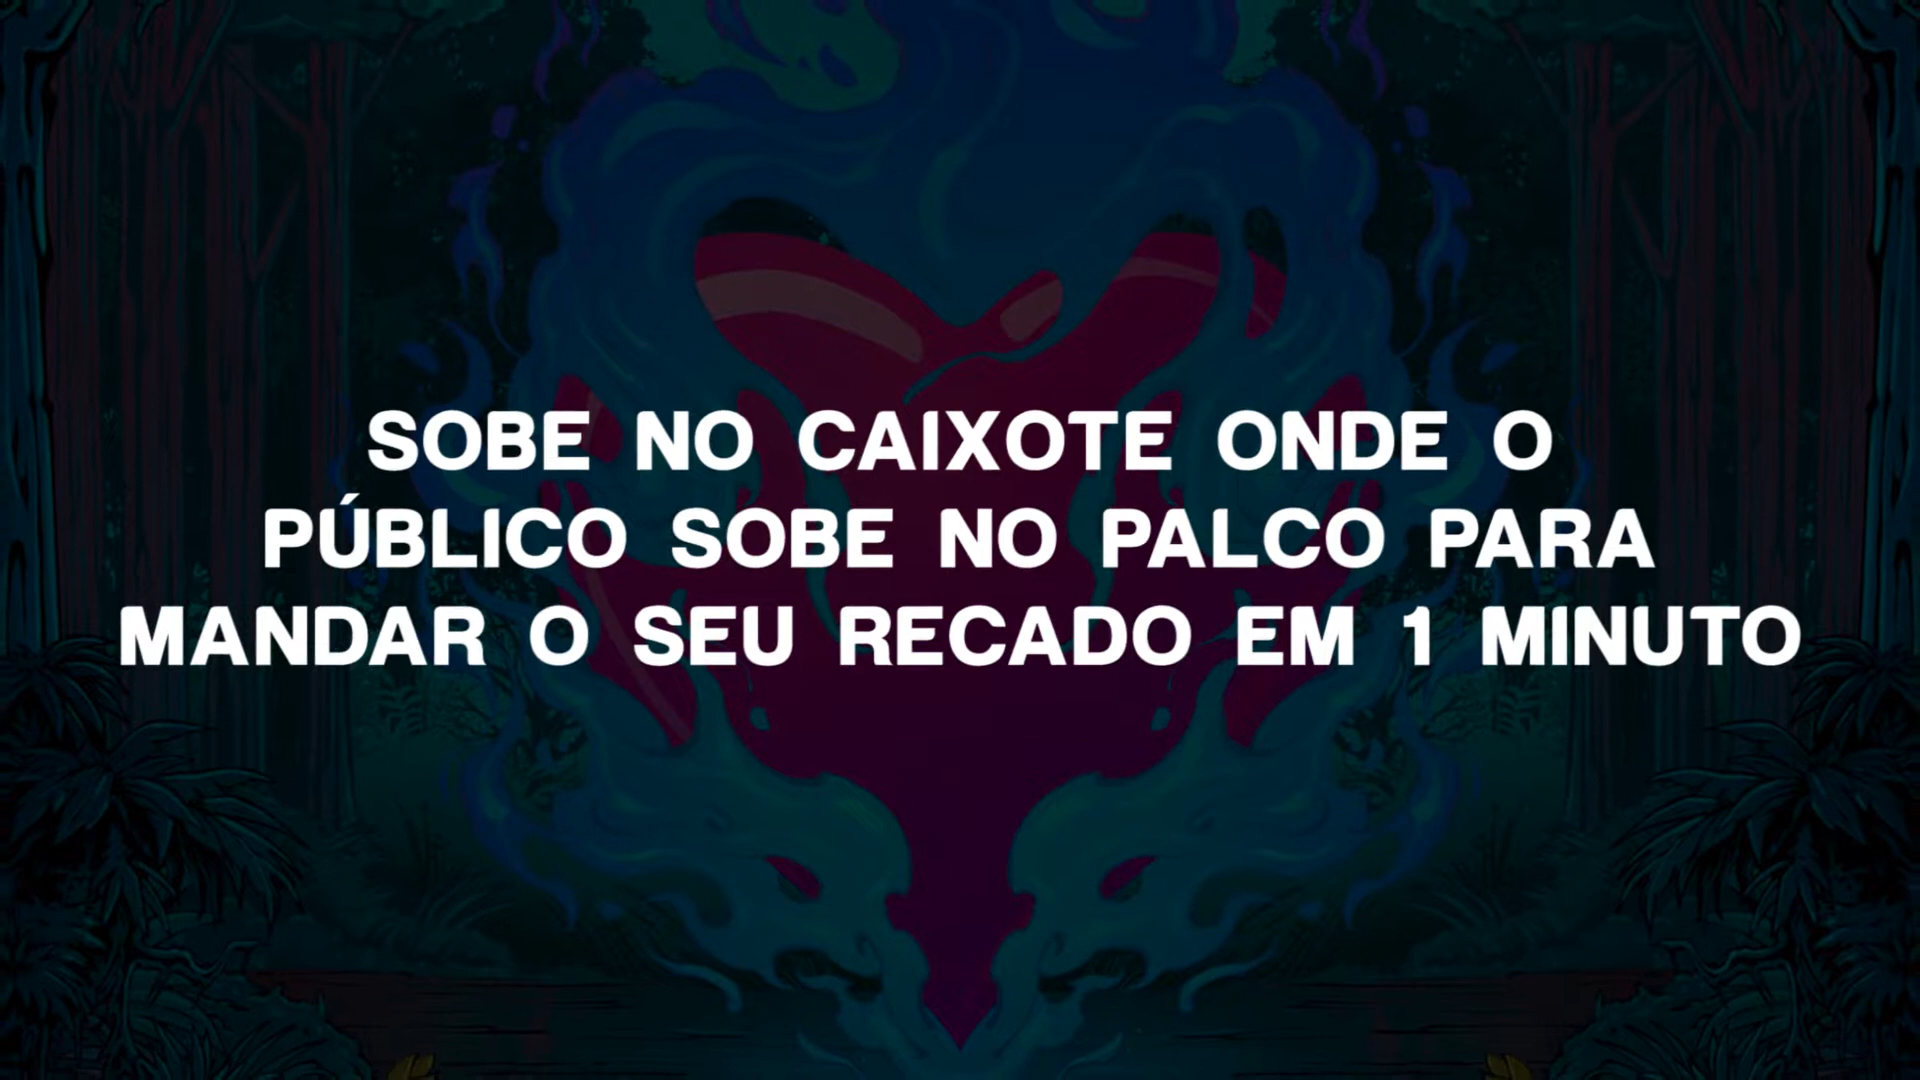 SOBE NO CAIXOTE ONDE O
PÚBLICO SOBE NO PALCO PARA
MANDAR O SEU RECADO EM 1 MINUTO